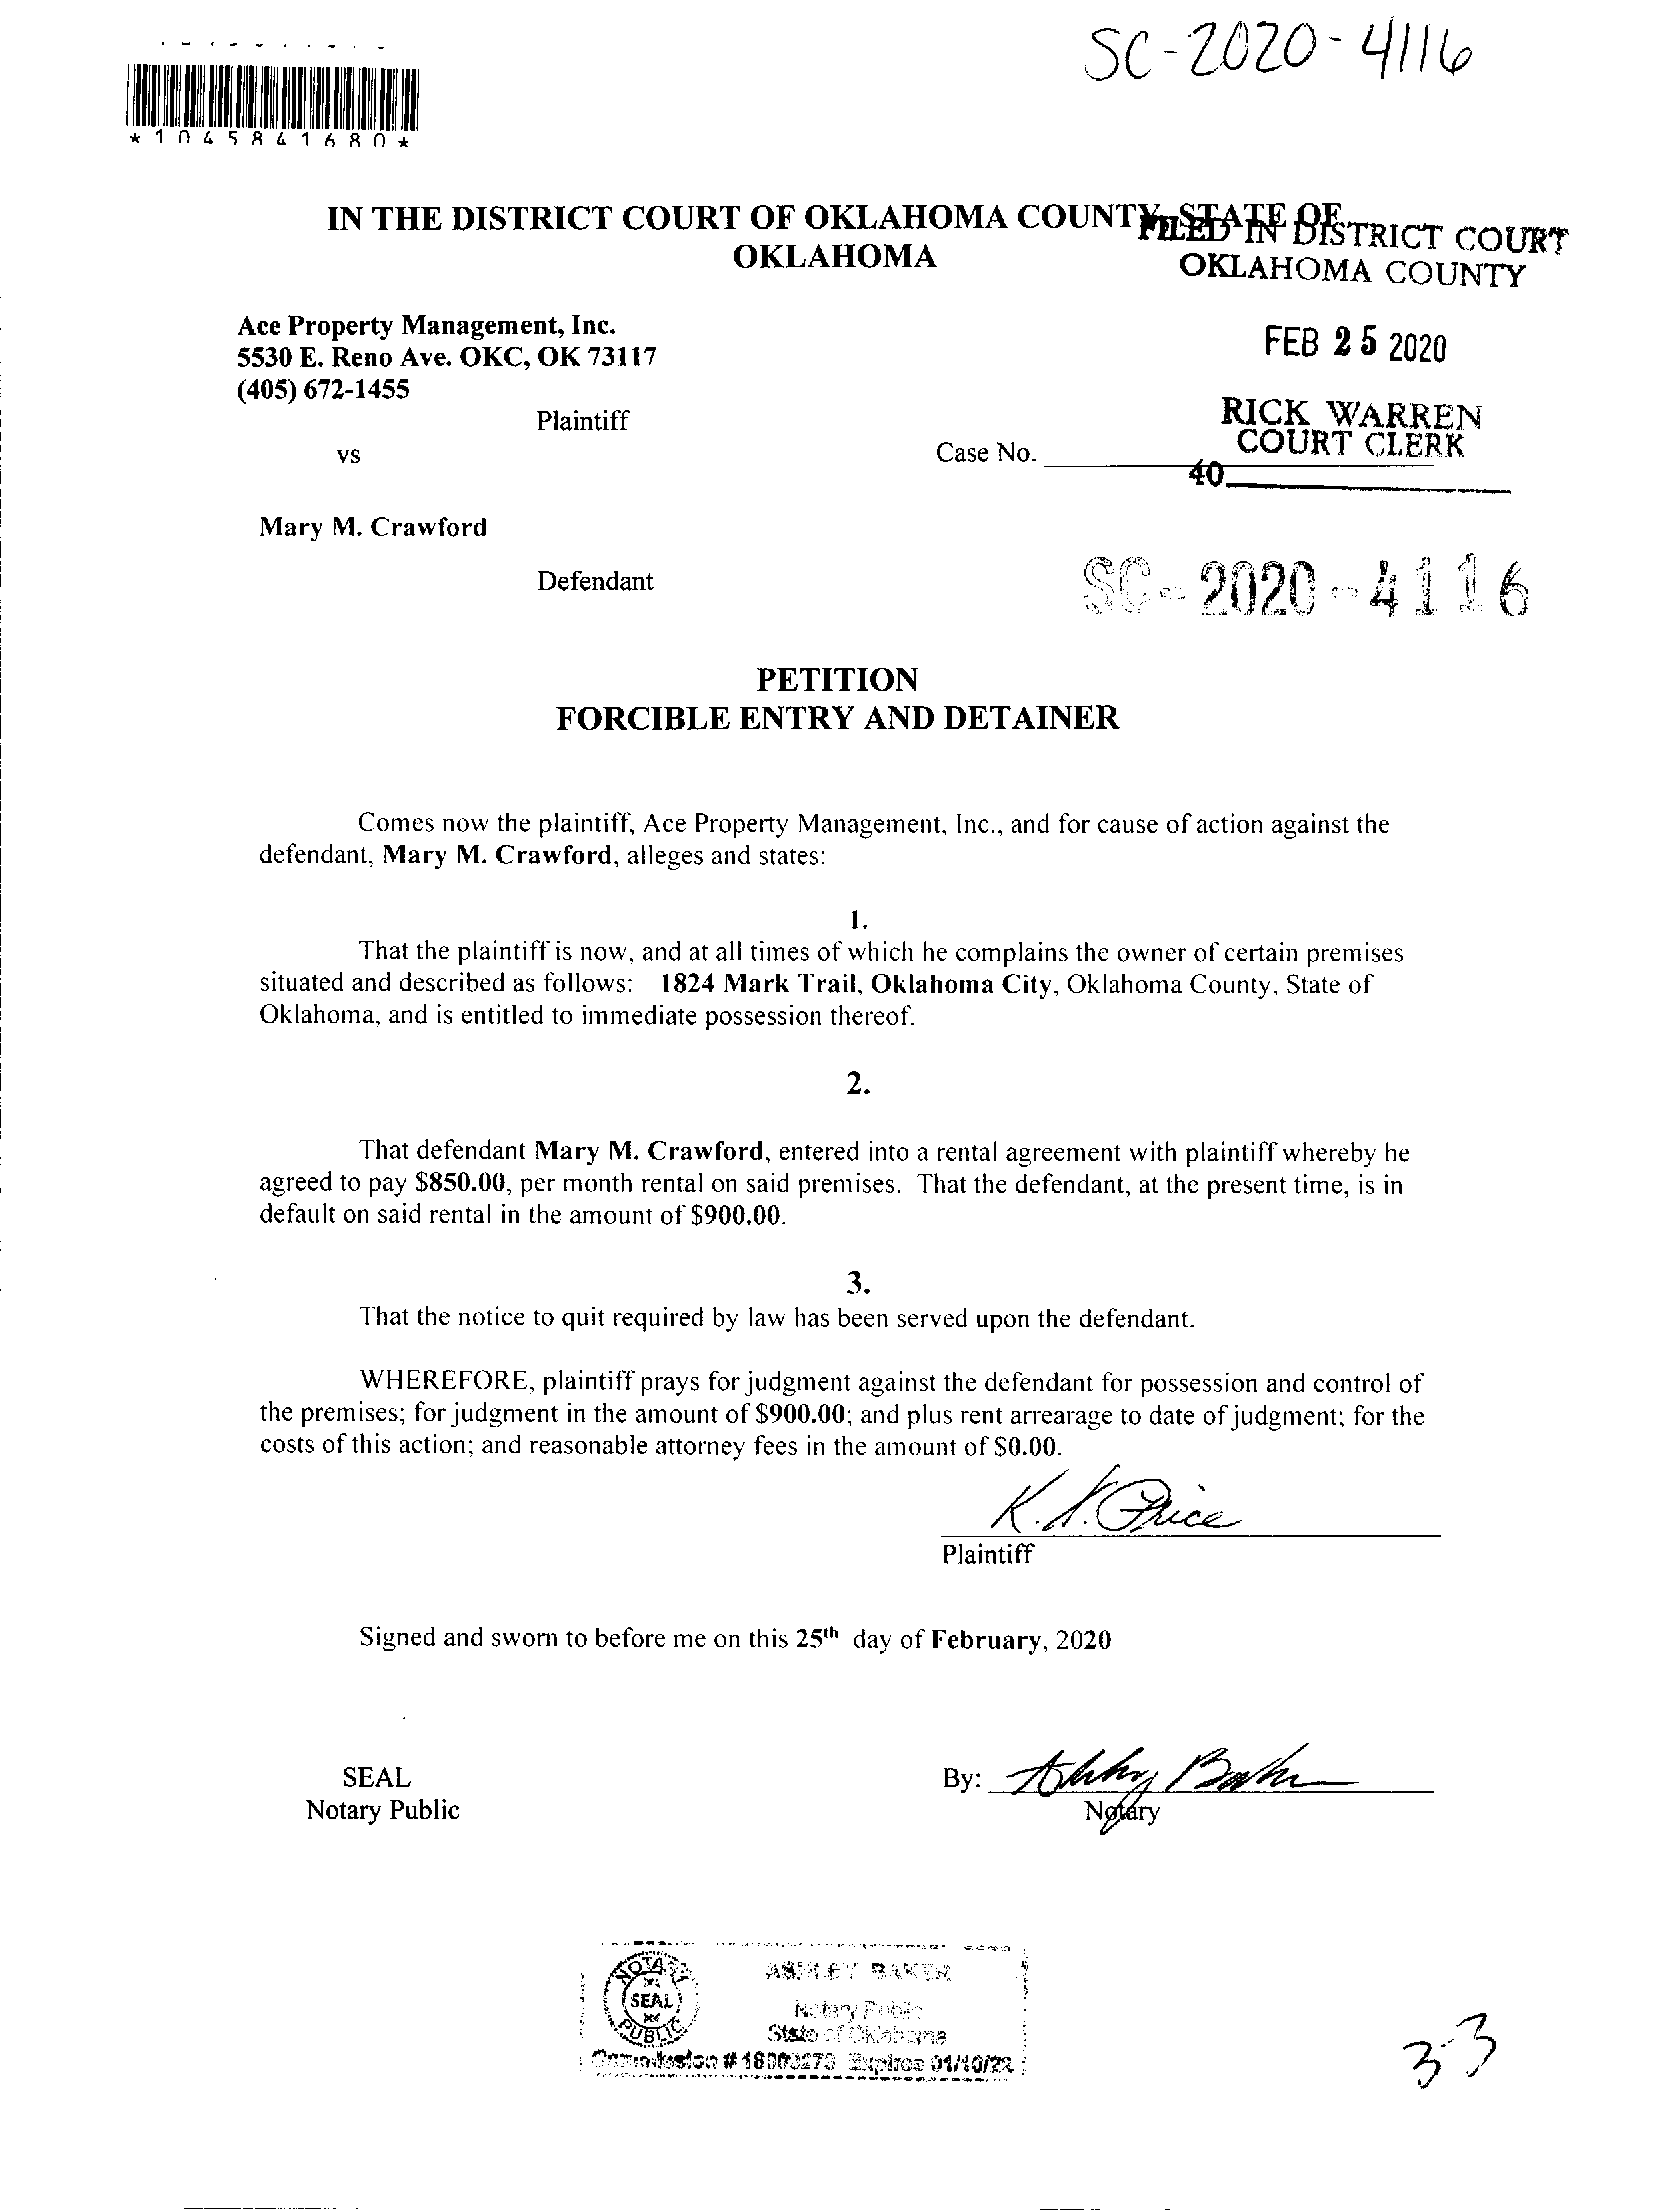 SC-2020-4116
*1045841680*
IN THE DISTRICT COURT OF OKLAHOMA COUNTY, STATE OF
OKLAHOMA
FILED IN DISTRICT COURT
OKLAHOMA COUNTY
Ace Property Management, Inc.
5530 E. Reno Ave. OKC, OK 73117
(405) 672-1455
FEB 25 2020
Plaintiff
RICK WARREN
COURT CLERK
vs
Case No.
40
Mary M. Crawford
Defendant
SC-2020-4116
PETITION
FORCIBLE ENTRY AND DETAINER
Comes now the plaintiff, Ace Property Management, Inc., and for cause of action against the
defendant, Mary M. Crawford, alleges and states:
1.
That the plaintiff is now, and at all times of which he complains the owner of certain premises
situated and described as follows: 1824 Mark Trail, Oklahoma City, Oklahoma County, State of
Oklahoma, and is entitled to immediate possession thereof.
2.
That defendant Mary M. Crawford, entered into a rental agreement with plaintiff whereby he
agreed to pay $850.00, per month rental on said premises. That the defendant, at the present time, is in
default on said rental in the amount of $900.00.
3.
That the notice to quit required by law has been served upon the defendant.
WHEREFORE, plaintiff prays for judgment against the defendant for possession and control of
the premises; for judgment in the amount of $900.00; and plus rent arrearage to date of judgment; for the
costs of this action; and reasonable attorney fees in the amount of $0.00.
Price
Plaintiff
Signed and sworn to before me on this 25th day of February, 2020
SEAL
Notary Public
By: Ashley Baker
Notary
NOTARY
SEAL
PUBLIC
ASHLEY BAKER
Notary Public
State of Oklahoma
Commission # Expires 01/10/22
3-3